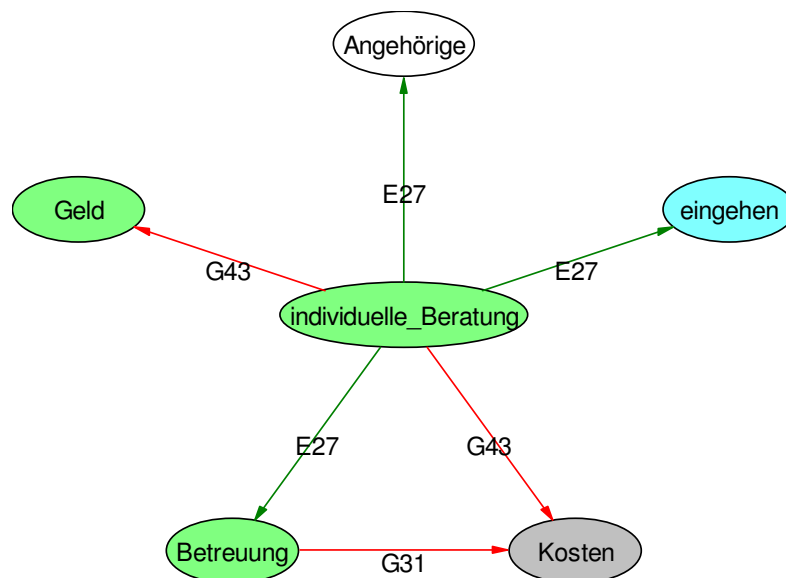 Angehörige
E27
Geld
eingehen
G43
E27
individuelle_Beratung
E27
G43
Betreuung
G31
Kosten